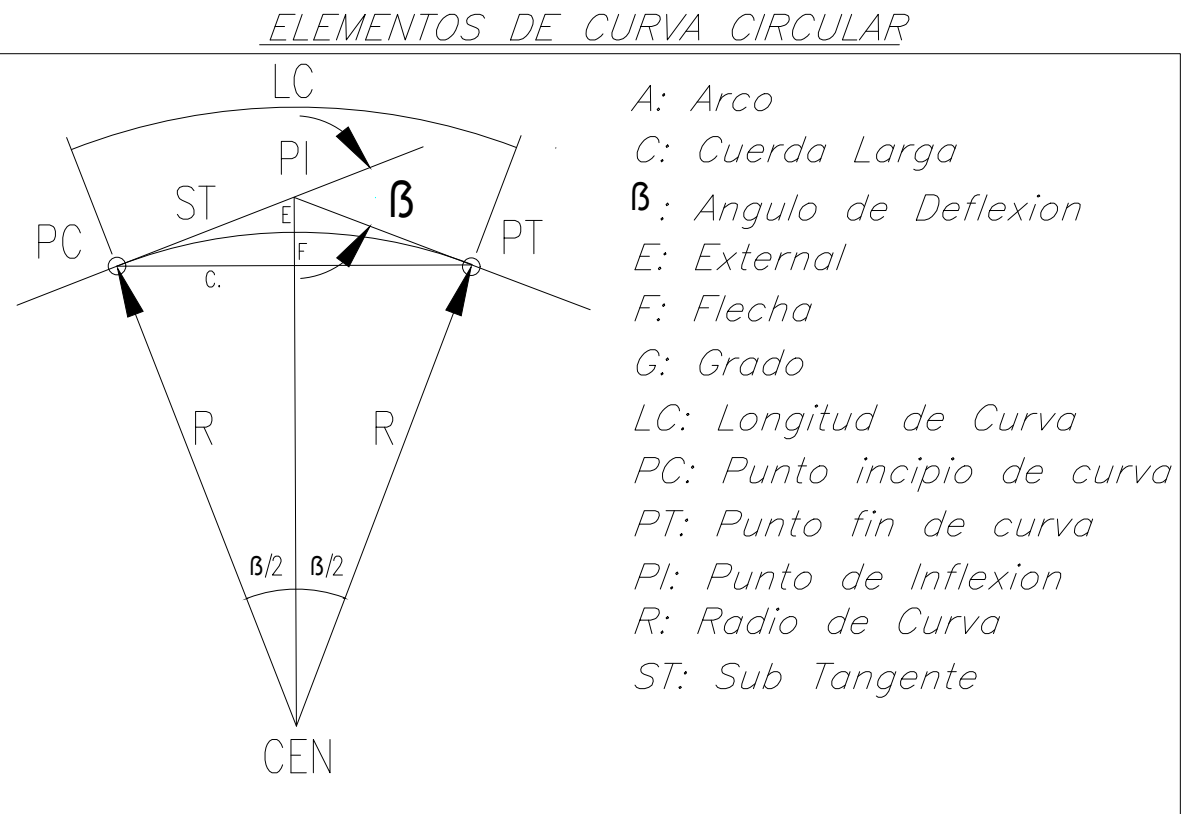 ELEMENTOS DE CURVA CIRCULAR
LC
PI
ST
ß
E
PC
PT
F
C.
R
R
ß/2
ß/2
CEN
A: Arco
C: Cuerda Larga
ß: Angulo de Deflexion
E: External
F: Flecha
G: Grado
LC: Longitud de Curva
PC: Punto incipio de curva
PT: Punto fin de curva
PI: Punto de Inflexion
R: Radio de Curva
ST: Sub Tangente